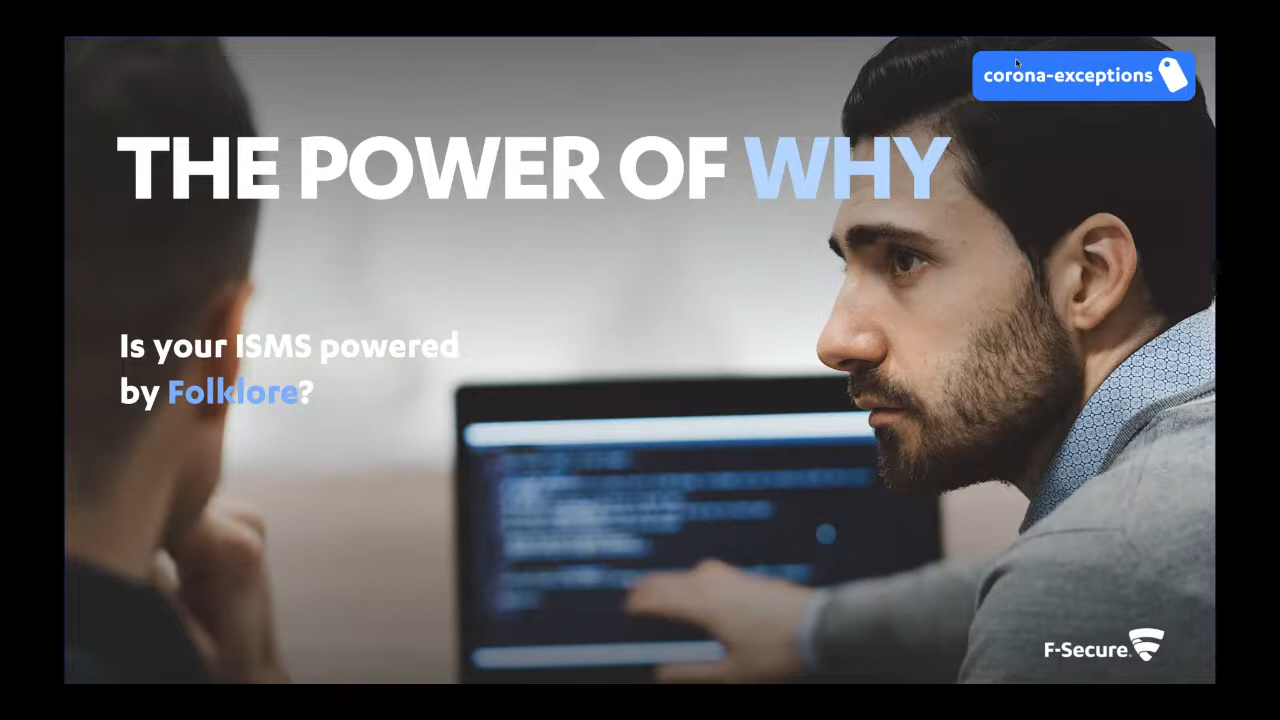 corona-exceptions
THE POWER OF WHY
Is your ISMS powered
by Folklore?
F-Secure.